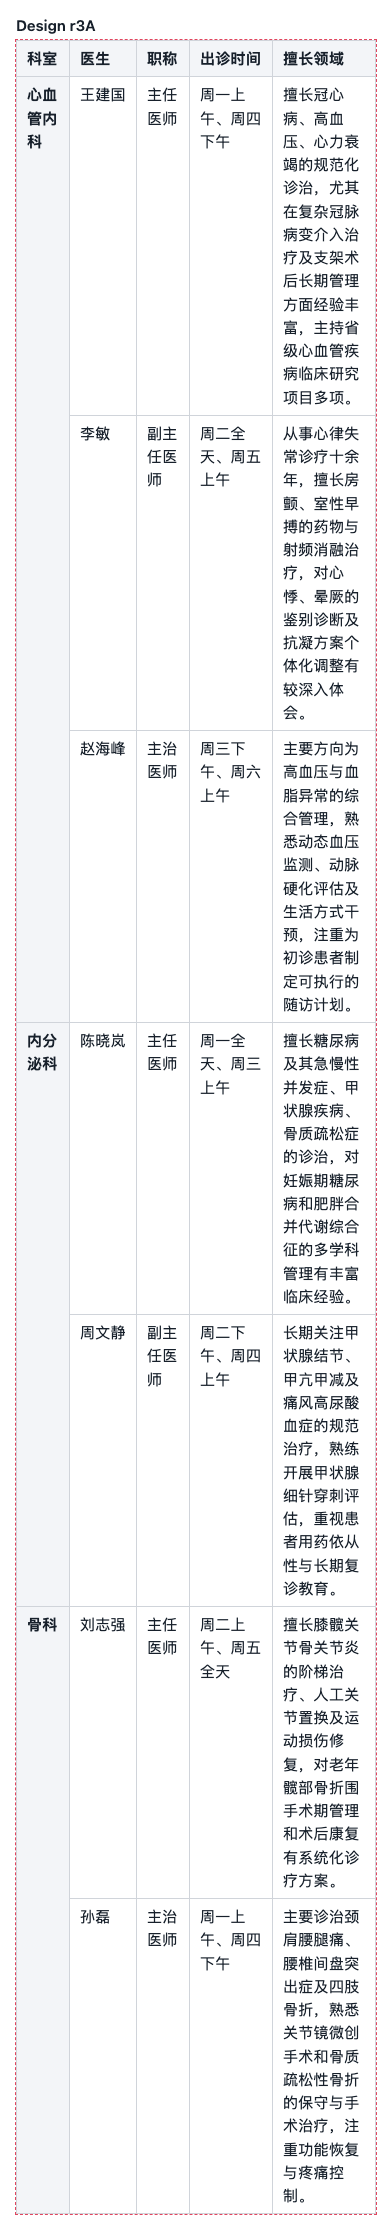 Design r3A
科室 医生 职称 出诊时间 擅长领域
心血 王建国 主任 周一上 擅长冠心
管内 医师 午、周四 病、高血
科 下午 压、心力衰
竭的规范化
诊治，尤其
在复杂冠脉
病变介入治
疗及支架术
后长期管理
方面经验丰
富，主持省
级心血管疾
病临床研究
项目多项。
李敏 副主 周二全 从事心律失
任医 天、周五 常诊疗十余
师 上午 年，擅长房
颤、室性早
搏的药物与
射频消融治
疗，对心
悸、晕厥的
鉴别诊断及
抗凝方案个
体化调整有
较深入体
会。
赵海峰 主治 周三下 主要方向为
医师 午、周六 高血压与血
上午 脂异常的综
合管理，熟
悉动态血压
监测、动脉
硬化评估及
生活方式干
预，注重为
初诊患者制
定可执行的
随访计划。
内分 陈晓岚 主任 周一全 擅长糖尿病
泌科 医师 天、周三 及其急慢性
上午 并发症、甲
状腺疾病、
骨质疏松症
的诊治，对
妊娠期糖尿
病和肥胖合
并代谢综合
征的多学科
管理有丰富
临床经验。
周文静 副主 周二下 长期关注甲
任医 午、周四 状腺结节、
师 上午 甲亢甲减及
痛风高尿酸
血症的规范
治疗，熟练
开展甲状腺
细针穿刺评
估，重视患
者用药依从
性与长期复
诊教育。
骨科 刘志强 主任 周二上 擅长膝髋关
医师 午、周五 节骨关节炎
全天 的阶梯治
疗、人工关
节置换及运
动损伤修
复，对老年
髋部骨折围
手术期管理
和术后康复
有系统化诊
疗方案。
孙磊 主治 周一上 主要诊治颈
医师 午、周四 肩腰腿痛、
下午 腰椎间盘突
出症及四肢
骨折，熟悉
关节镜微创
手术和骨质
疏松性骨折
的保守与手
术治疗，注
重功能恢复
与疼痛控
制。